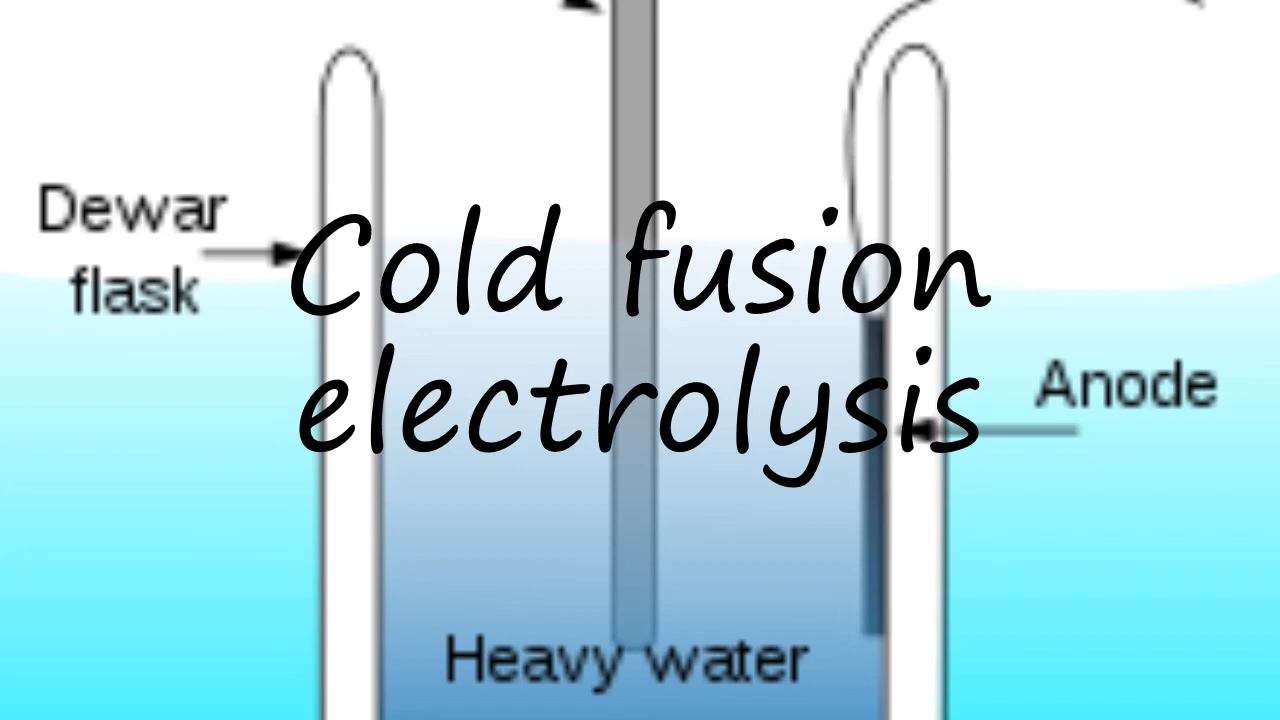 Dewar
flask
Cold fusion
electrolysis
Anode
Heavy water